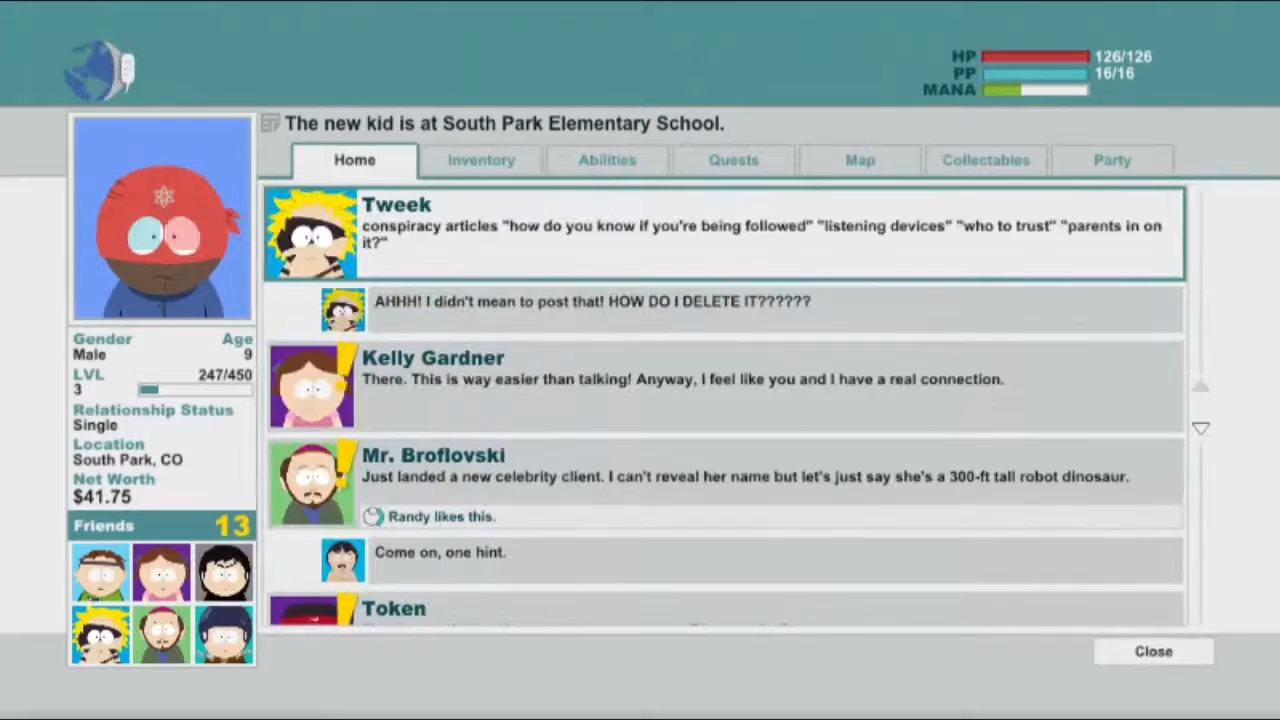 HP 126/126
PP 16/16
MANA
The new kid is at South Park Elementary School.
Home Inventory Abilities Quests Map Collectables Party
Tweek
conspiracy articles "how do you know if you're being followed" "listening devices" "who to trust" "parents in on
it?"
AHHH! I didn't mean to post that! HOW DO I DELETE IT??????
Kelly Gardner
There. This is way easier than talking! Anyway, I feel like you and I have a real connection.
Mr. Broflovski
Just landed a new celebrity client. I can't reveal her name but let's just say she's a 300-ft tall robot dinosaur.
Randy likes this.
Come on, one hint.
Token
Gender Age
Male 9
LVL 247/450
3
Relationship Status
Single
Location
South Park, CO
Net Worth
$41.75
Friends 13
Close